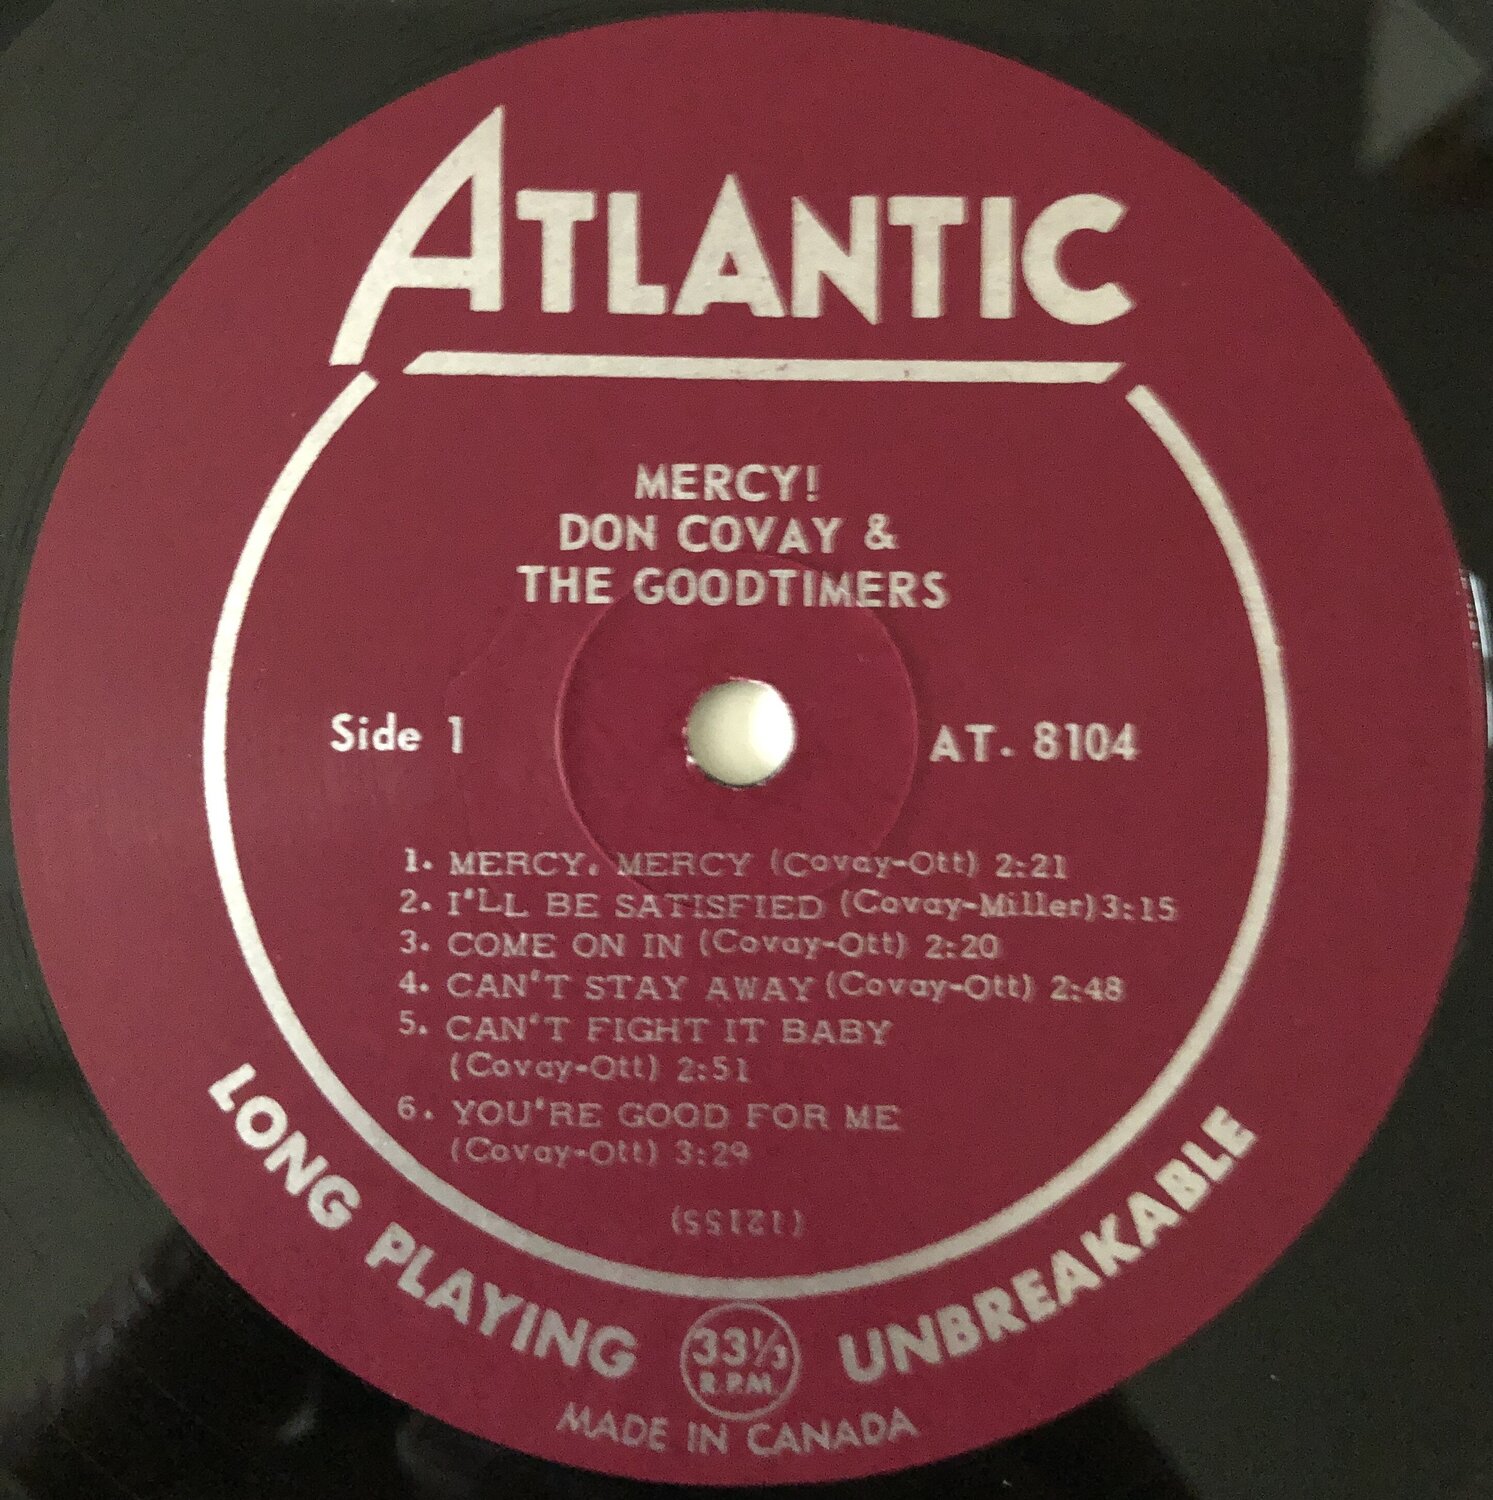 ATLANTIC
MERCY!
DON COVAY &
THE GOODTIMERS
Side 1
AT. 8104
1. MERCY, MERCY (Covay-Ott) 2:21
2. I'LL BE SATISFIED (Covay-Miller) 3:15
3. COME ON IN (Covay-Ott) 2:20
4. CAN'T STAY AWAY (Covay-Ott) 2:48
5. CAN'T FIGHT IT BABY
(Covay-Ott) 2:51
6. YOU'RE GOOD FOR ME
(Covay-Ott) 3:29
(12155)
LONG PLAYING
33 1/3
R.P.M.
UNBREAKABLE
MADE IN CANADA